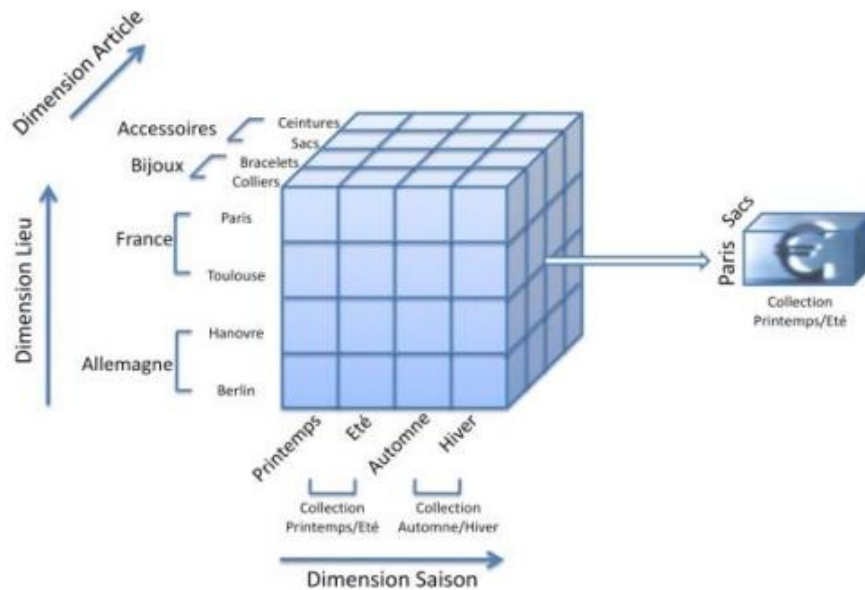 Dimension Article
Accessoires
Ceintures
Sacs
Bijoux
Bracelets
Colliers
Dimension Lieu
France
Paris
Toulouse
Allemagne
Hanovre
Berlin
Printemps
Eté
Automne
Hiver
Collection
Printemps/Eté
Collection
Automne/Hiver
Dimension Saison
Sacs
Paris
€
Collection
Printemps/Eté